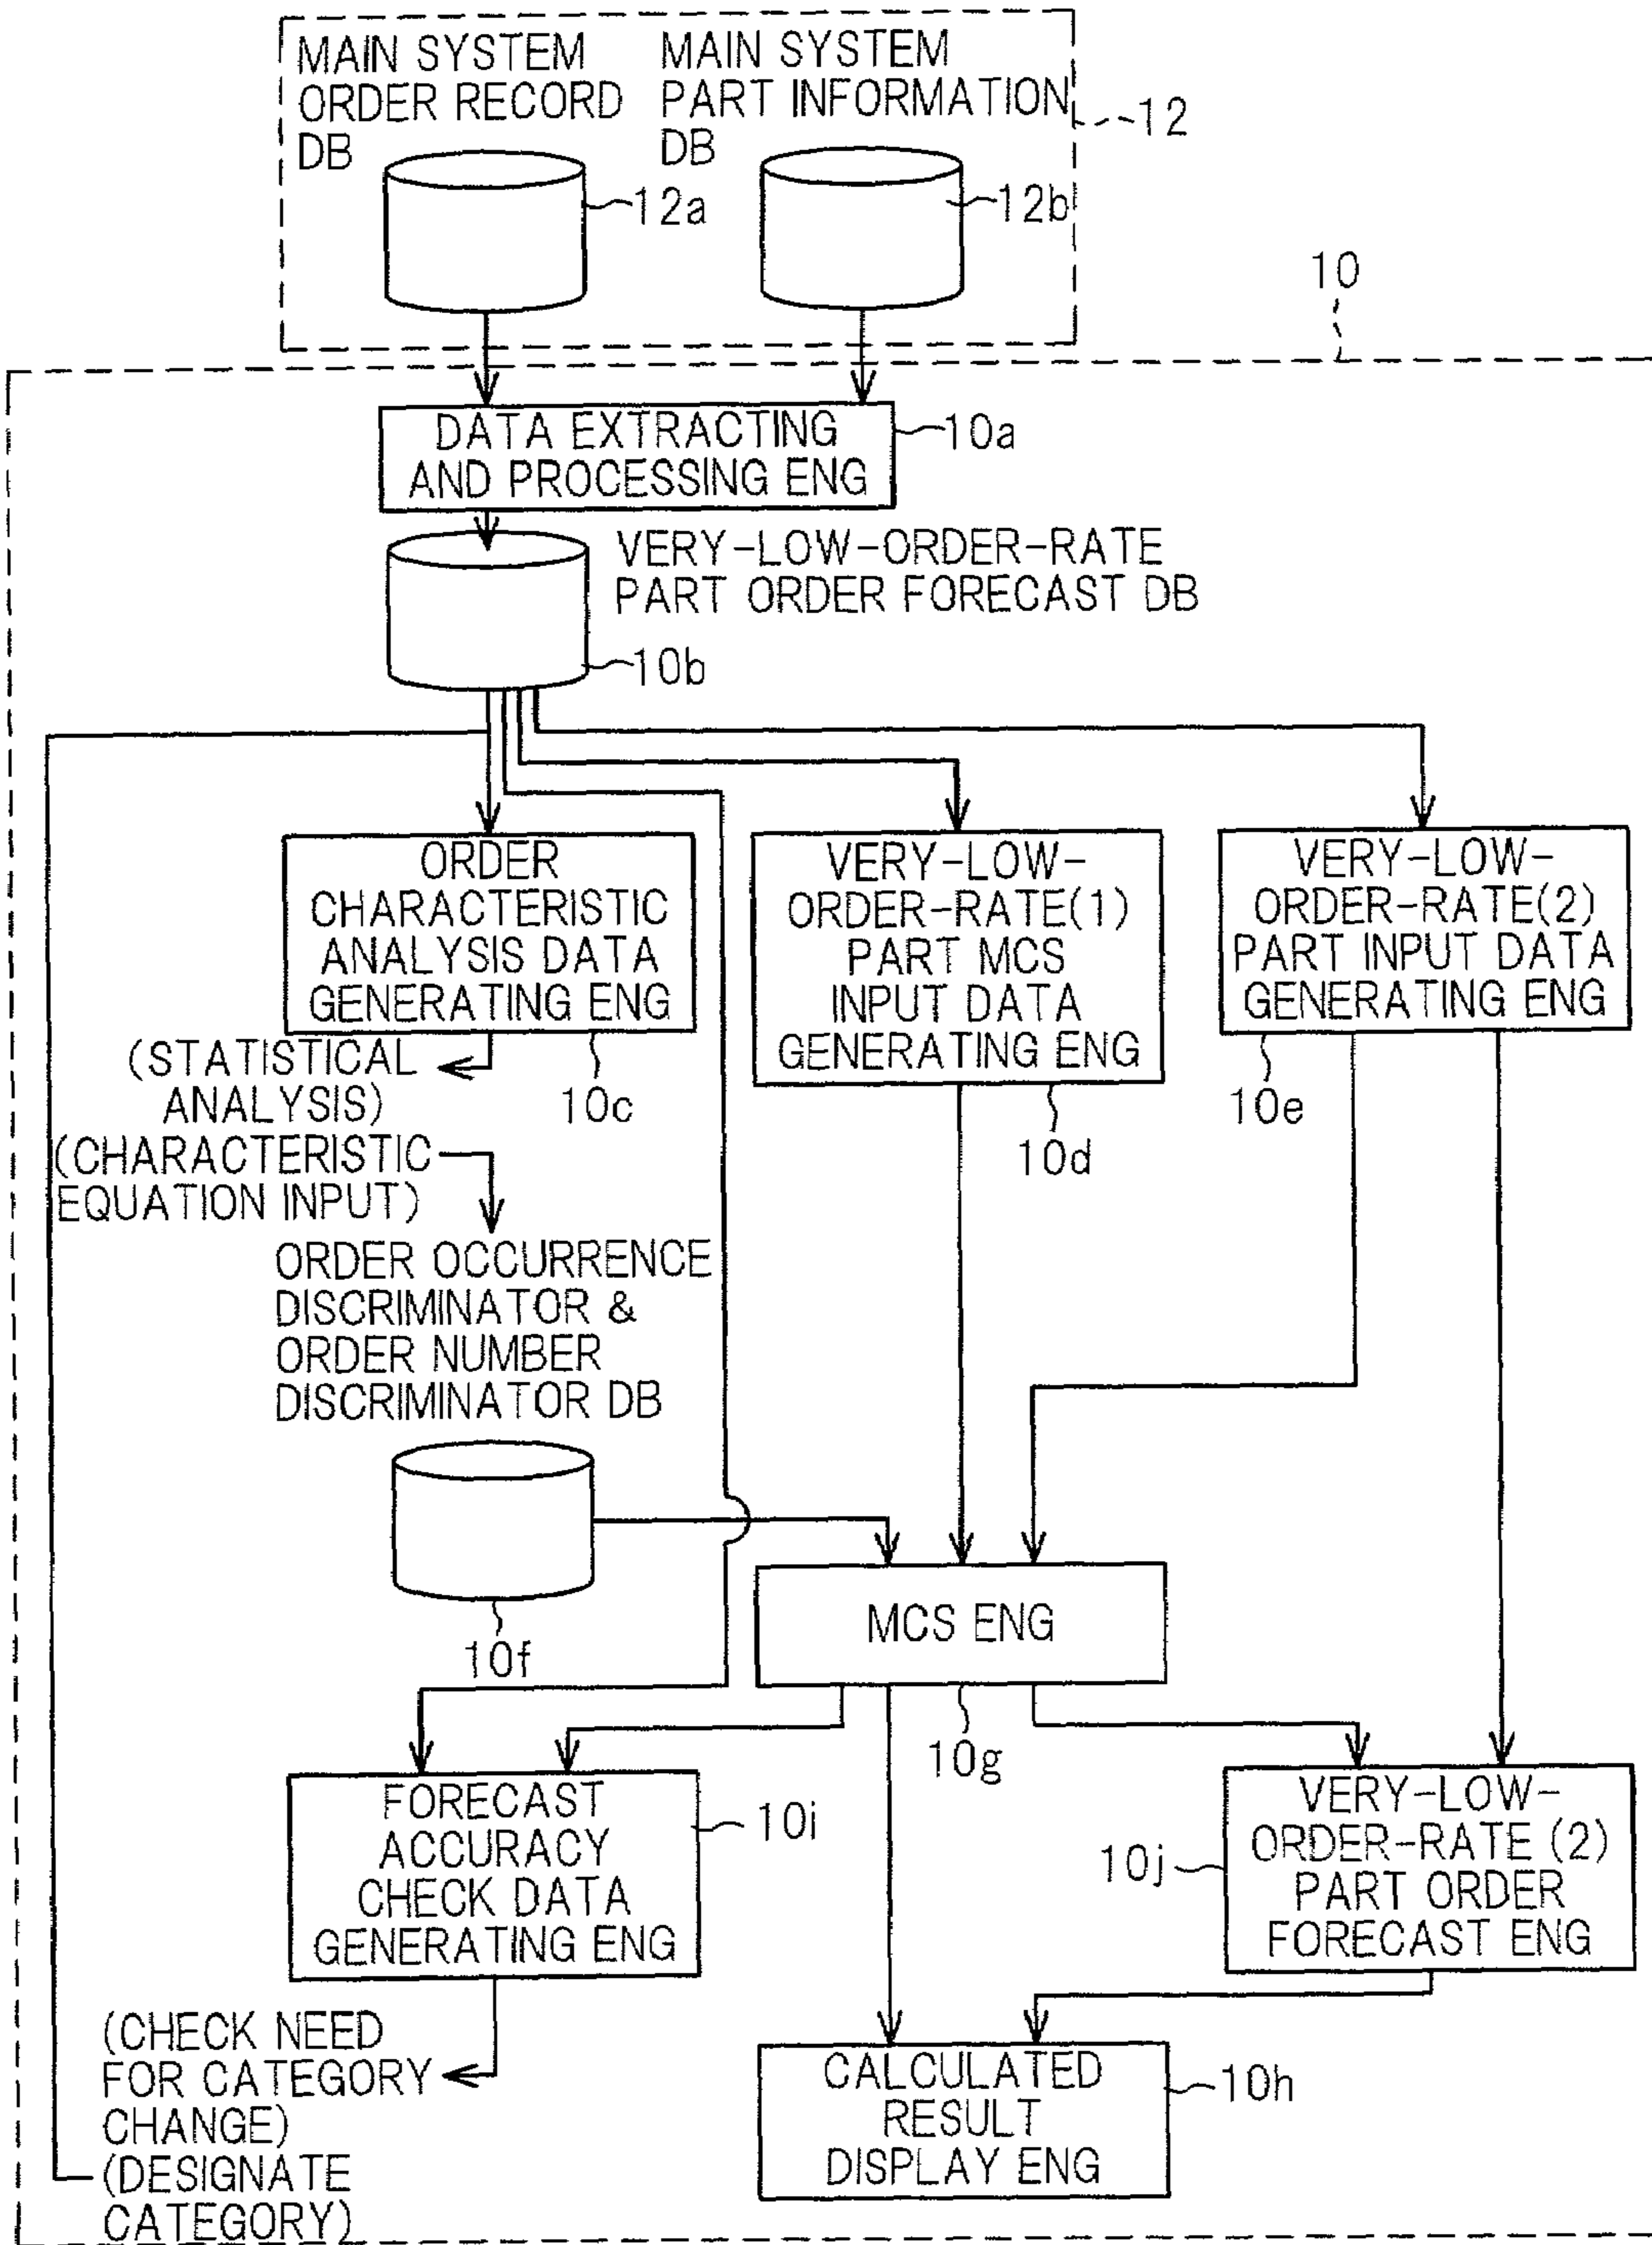 MAIN SYSTEM
ORDER RECORD
DB
MAIN SYSTEM
PART INFORMATION
DB
12
12a
12b
10
DATA EXTRACTING
AND PROCESSING ENG
10a
VERY-LOW-ORDER-RATE
PART ORDER FORECAST DB
10b
ORDER
CHARACTERISTIC
ANALYSIS DATA
GENERATING ENG
10c
VERY-LOW-
ORDER-RATE(1)
PART MCS
INPUT DATA
GENERATING ENG
10d
VERY-LOW-
ORDER-RATE(2)
PART INPUT DATA
GENERATING ENG
10e
(STATISTICAL
ANALYSIS)
(CHARACTERISTIC
EQUATION INPUT)
ORDER OCCURRENCE
DISCRIMINATOR &
ORDER NUMBER
DISCRIMINATOR DB
10f
MCS ENG
10g
FORECAST
ACCURACY
CHECK DATA
GENERATING ENG
10i
VERY-LOW-
ORDER-RATE (2)
PART ORDER
FORECAST ENG
10j
(CHECK NEED
FOR CATEGORY
CHANGE)
(DESIGNATE
CATEGORY)
CALCULATED
RESULT
DISPLAY ENG
10h